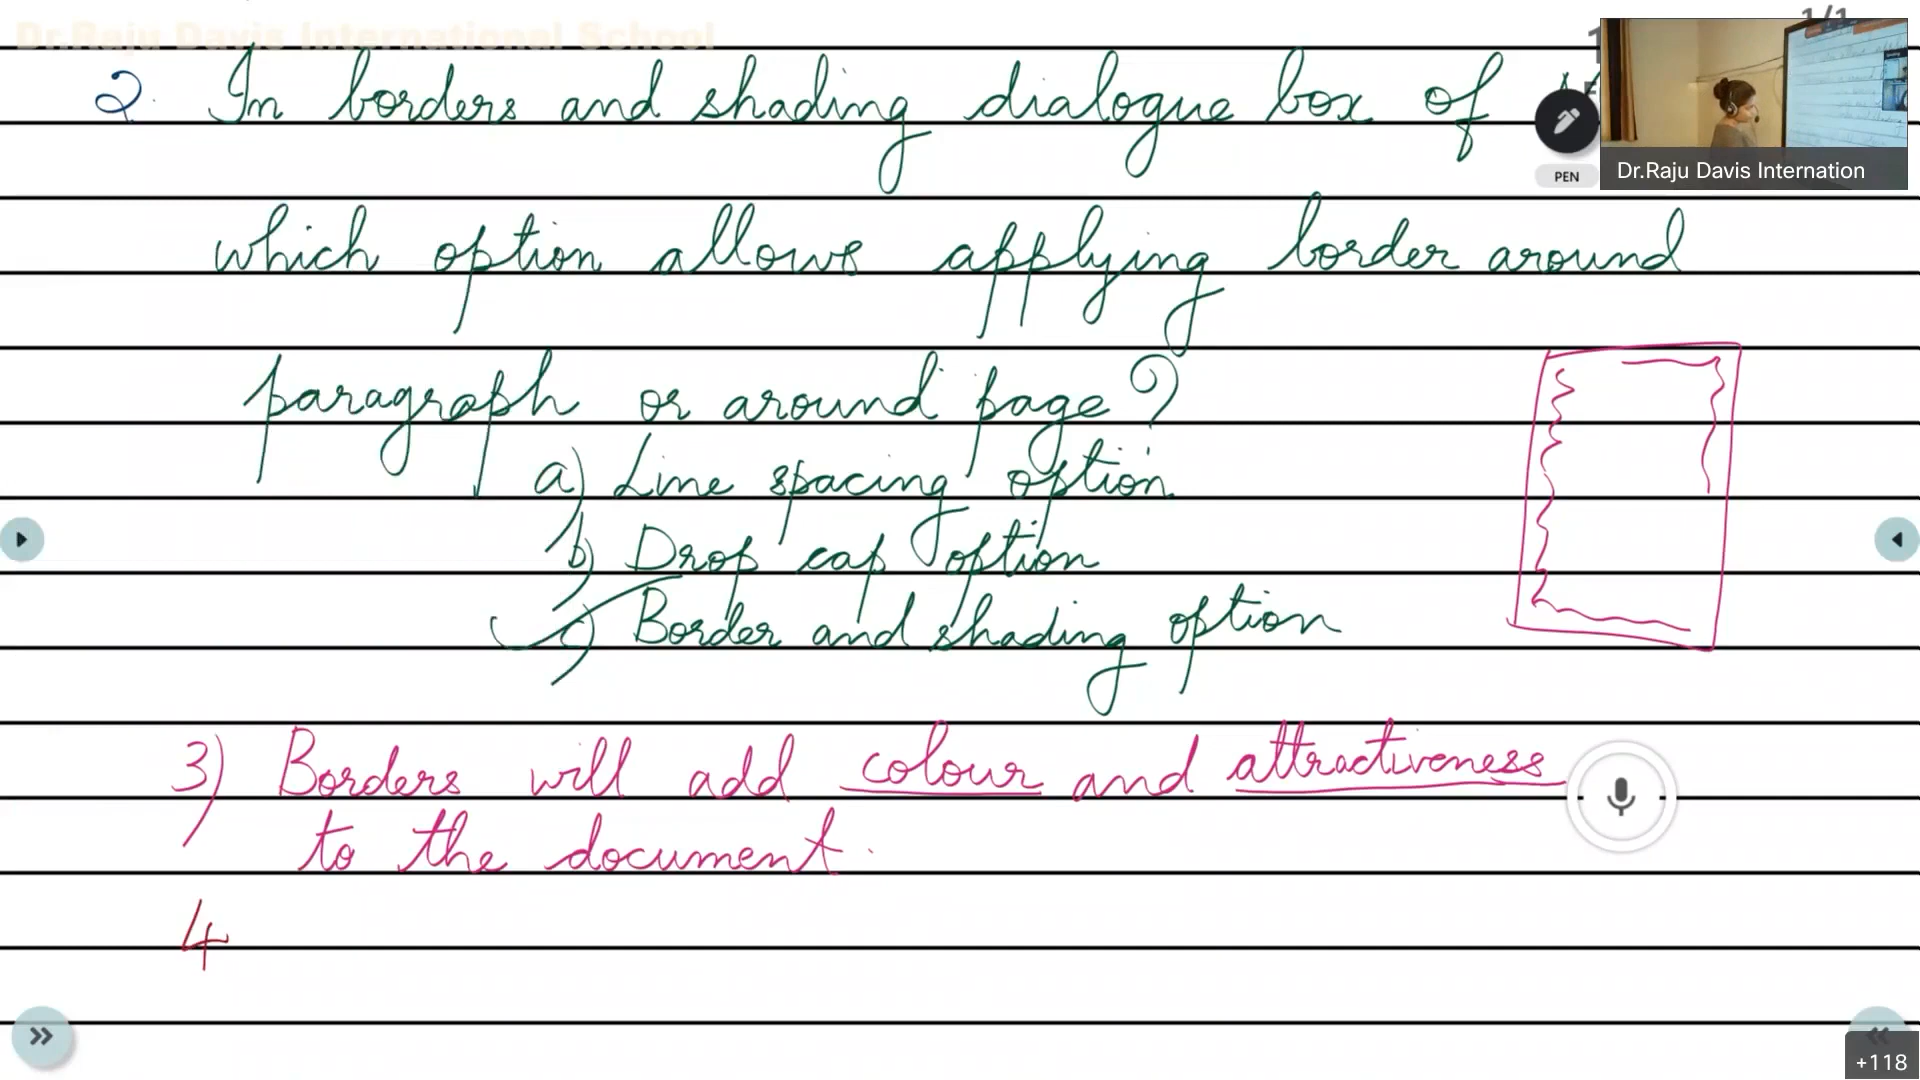 Dr.Raju Davis International School
1/1
2. In borders and shading dialogue box of
PEN
Dr.Raju Davis Internation
which option allows applying border around
paragraph or around page?
a) Line spacing option
b) Drop cap option
c) Border and shading option
3) Borders will add colour and attractiveness
to the document.
4
+118